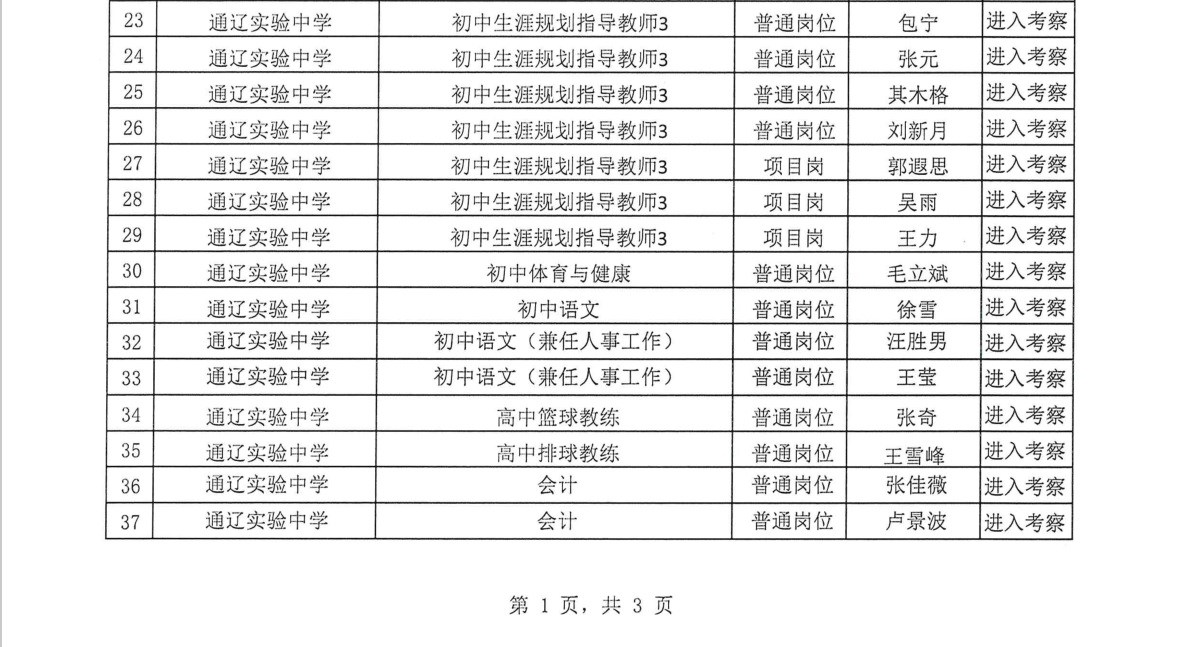 23 通辽实验中学 初中生涯规划指导教师3 普通岗位 包宁 进入考察
24 通辽实验中学 初中生涯规划指导教师3 普通岗位 张元 进入考察
25 通辽实验中学 初中生涯规划指导教师3 普通岗位 其木格 进入考察
26 通辽实验中学 初中生涯规划指导教师3 普通岗位 刘新月 进入考察
27 通辽实验中学 初中生涯规划指导教师3 项目岗 郭遐思 进入考察
28 通辽实验中学 初中生涯规划指导教师3 项目岗 吴雨 进入考察
29 通辽实验中学 初中生涯规划指导教师3 项目岗 王力 进入考察
30 通辽实验中学 初中体育与健康 普通岗位 毛立斌 进入考察
31 通辽实验中学 初中语文 普通岗位 徐雪 进入考察
32 通辽实验中学 初中语文（兼任人事工作） 普通岗位 汪胜男 进入考察
33 通辽实验中学 初中语文（兼任人事工作） 普通岗位 王莹 进入考察
34 通辽实验中学 高中篮球教练 普通岗位 张奇 进入考察
35 通辽实验中学 高中排球教练 普通岗位 王雪峰 进入考察
36 通辽实验中学 会计 普通岗位 张佳薇 进入考察
37 通辽实验中学 会计 普通岗位 卢景波 进入考察
第 1 页，共 3 页